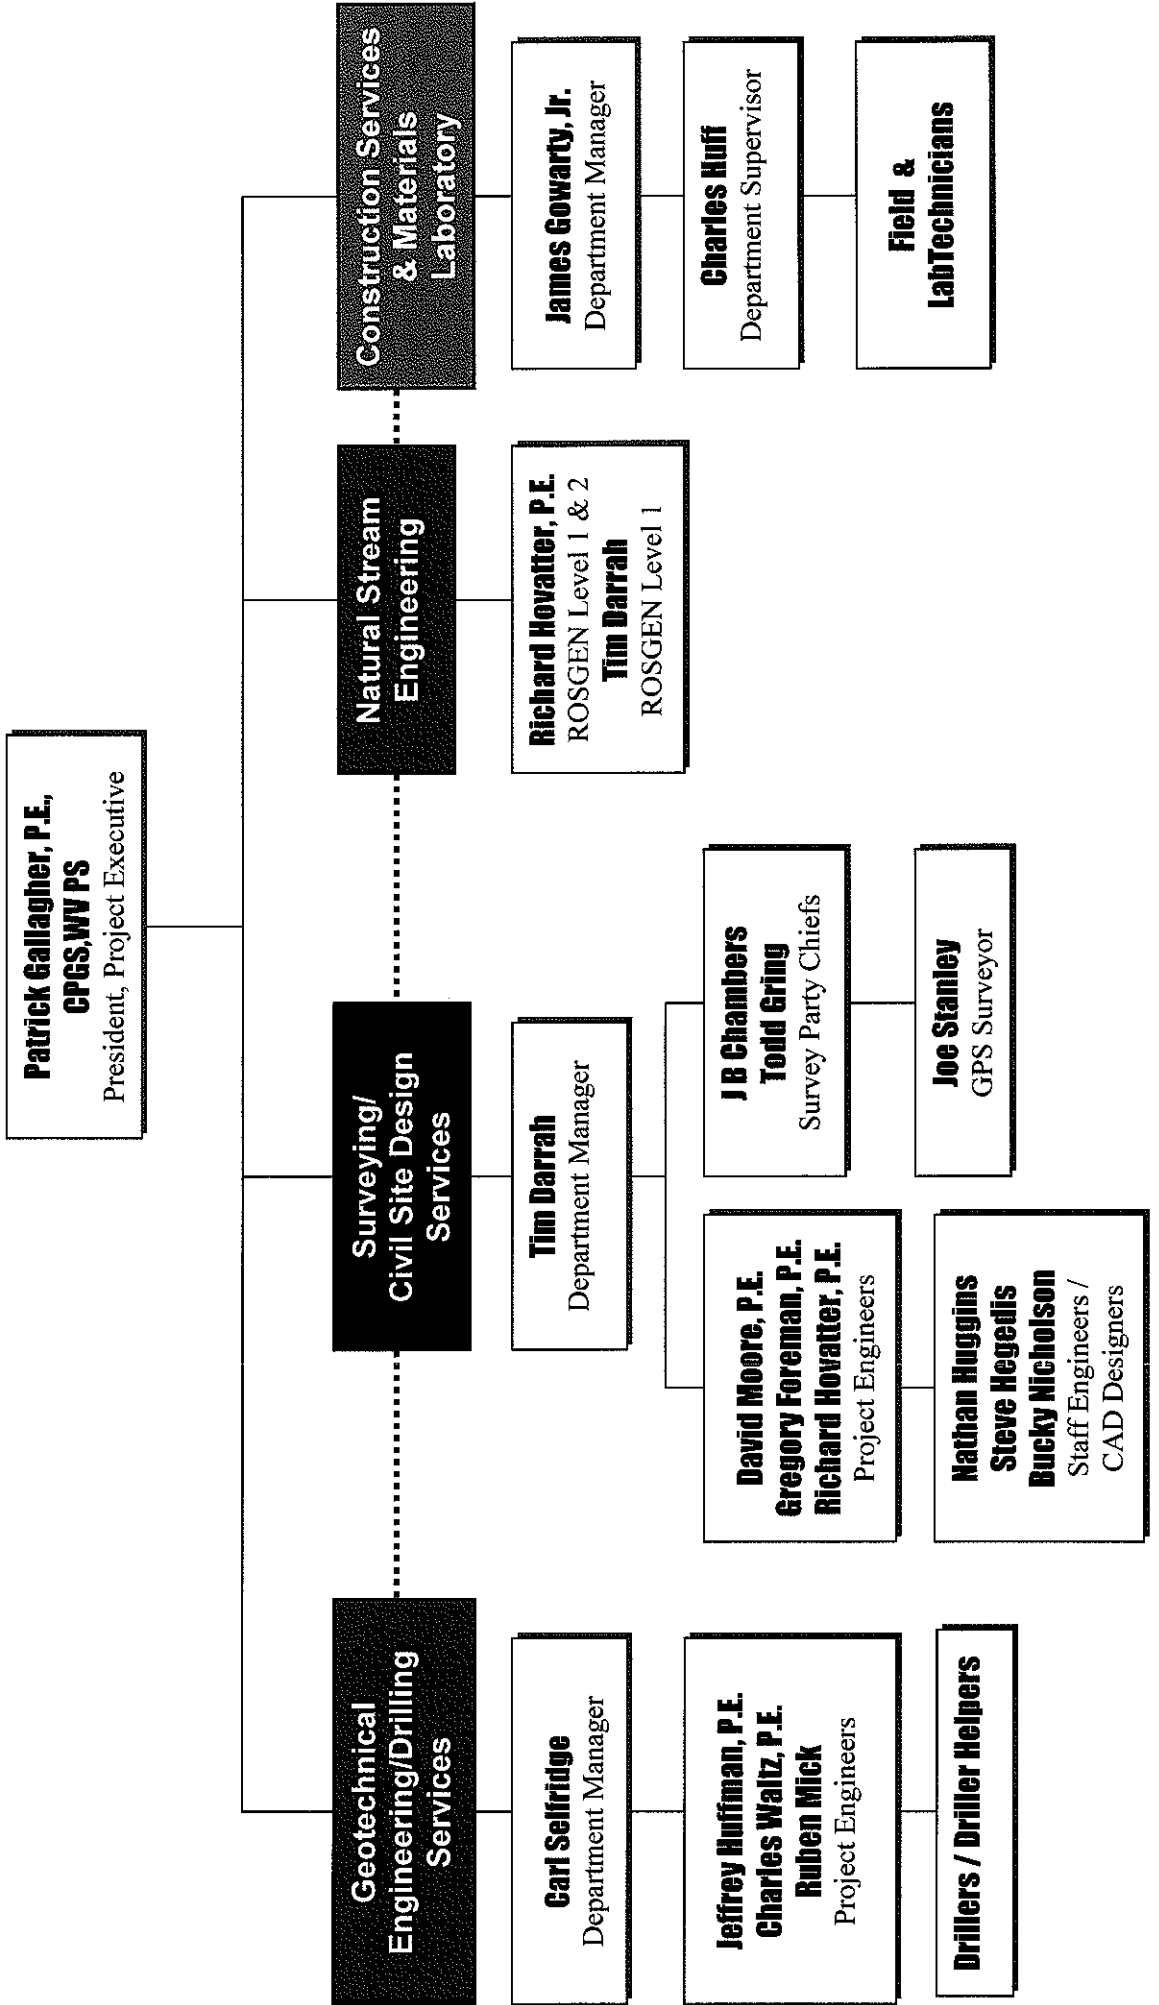 Patrick Gallagher, P.E.,
CPGS,WV PS
President, Project Executive
Geotechnical
Engineering/Drilling
Services
Carl Selfridge
Department Manager
Jeffrey Huffman, P.E.
Charles Waltz, P.E.
Ruben Mick
Project Engineers
Drillers / Driller Helpers
Surveying/
Civil Site Design
Services
Tim Darrah
Department Manager
David Moore, P.E.
Gregory Foreman, P.E.
Richard Hovatter, P.E.
Project Engineers
Nathan Huggins
Steve Hegedis
Bucky Nicholson
Staff Engineers /
CAD Designers
J B Chambers
Todd Gring
Survey Party Chiefs
Joe Stanley
GPS Surveyor
Natural Stream
Engineering
Richard Hovatter, P.E.
ROSGEN Level 1 & 2
Tim Darrah
ROSGEN Level 1
Construction Services
& Materials
Laboratory
James Gowarty, Jr.
Department Manager
Charles Huff
Department Supervisor
Field &
LabTechnicians